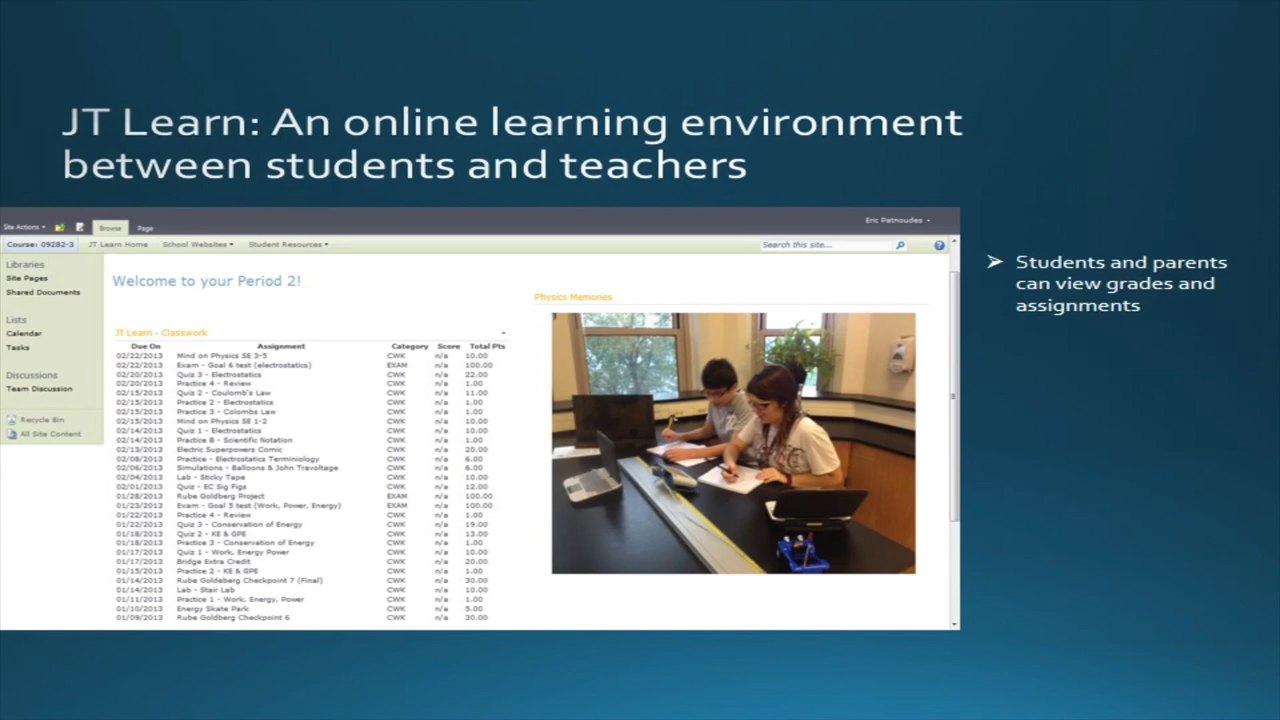 JT Learn: An online learning environment
between students and teachers
Eric Patnoudes
Site Actions
Browse
Page
Course: 09282-3 JT Learn Home School Websites Student Resources
Search this site...
Libraries
Site Pages
Shared Documents
Lists
Calendar
Tasks
Discussions
Team Discussion
Recycle Bin
All Site Content
Welcome to your Period 2!
JT Learn - Classwork
Due On Assignment Category Score Total Pts
02/22/2013 Mind on Physics SE 3-5 CWK n/a 10.00
02/22/2013 Exam - Goal 6 test (electrostatics) EXAM n/a 100.00
02/20/2013 Quiz 3 - Electrostatics CWK n/a 22.00
02/20/2013 Practice 4 - Review CWK n/a 1.00
02/15/2013 Quiz 2 - Coulomb's Law CWK n/a 11.00
02/15/2013 Practice 2 - Electrostatics CWK n/a 1.00
02/15/2013 Practice 3 - Colombs Law CWK n/a 1.00
02/15/2013 Mind on Physics SE 1-2 CWK n/a 10.00
02/14/2013 Quiz 1 - Electrostatics CWK n/a 10.00
02/14/2013 Practice B - Scientific Notation CWK n/a 1.00
02/13/2013 Electric Superpowers Comic CWK n/a 20.00
02/08/2013 Practice - Electrostatics Terminiology CWK n/a 6.00
02/06/2013 Simulations - Balloons & John Travoltage CWK n/a 6.00
02/04/2013 Lab - Sticky Tape CWK n/a 10.00
02/01/2013 Quiz - EC Sig Figs CWK n/a 12.00
01/28/2013 Rube Goldberg Project EXAM n/a 100.00
01/23/2013 Exam - Goal 5 test (Work, Power, Energy) EXAM n/a 100.00
01/22/2013 Practice 4 - Review CWK n/a 1.00
01/22/2013 Quiz 3 - Conservation of Energy CWK n/a 19.00
01/18/2013 Quiz 2 - KE & GPE CWK n/a 13.00
01/18/2013 Practice 3 - Conservation of Energy CWK n/a 1.00
01/17/2013 Quiz 1 - Work, Energy Power CWK n/a 10.00
01/17/2013 Bridge Extra Credit CWK n/a 20.00
01/15/2013 Practice 2 - KE & GPE CWK n/a 1.00
01/14/2013 Rube Goldeberg Checkpoint 7 (Final) CWK n/a 30.00
01/14/2013 Lab - Stair Lab CWK n/a 10.00
01/11/2013 Practice 1 - Work, Energy, Power CWK n/a 1.00
01/10/2013 Energy Skate Park CWK n/a 5.00
01/09/2013 Rube Goldberg Checkpoint 6 CWK n/a 30.00
Physics Memories
➢ Students and parents
can view grades and
assignments